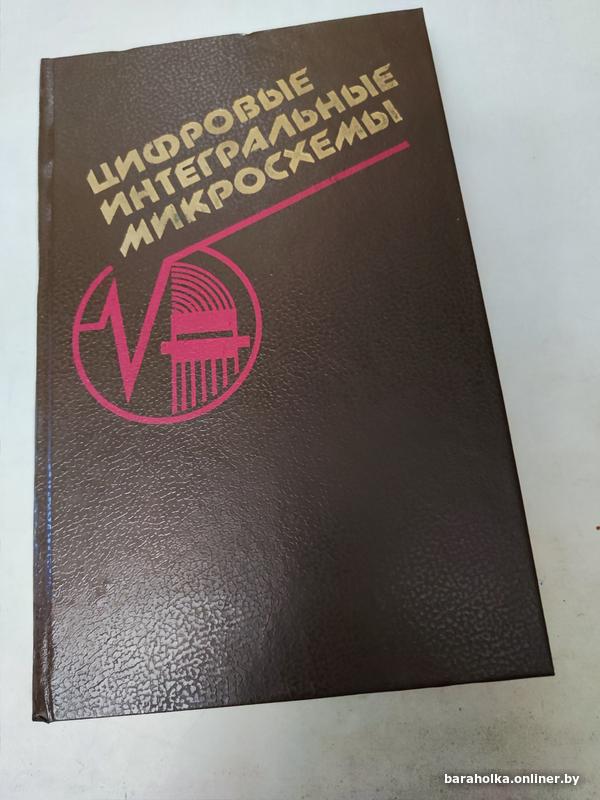 ЦИФРОВЫЕ
ИНТЕГРАЛЬНЫЕ
МИКРОСХЕМЫ
baraholka.onliner.by